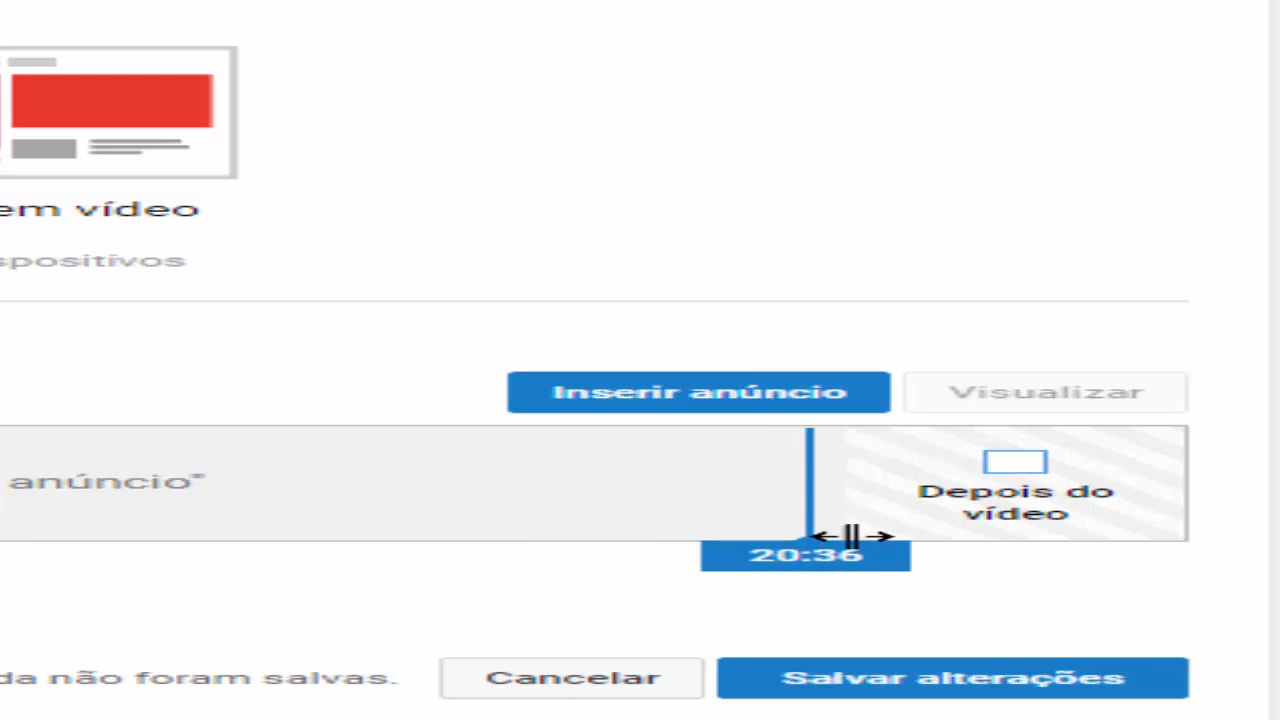 em vídeo
spositivos
Inserir anúncio
Visualizar
anúncio"
Depois do
vídeo
20:36
da não foram salvas.
Cancelar
Salvar alterações